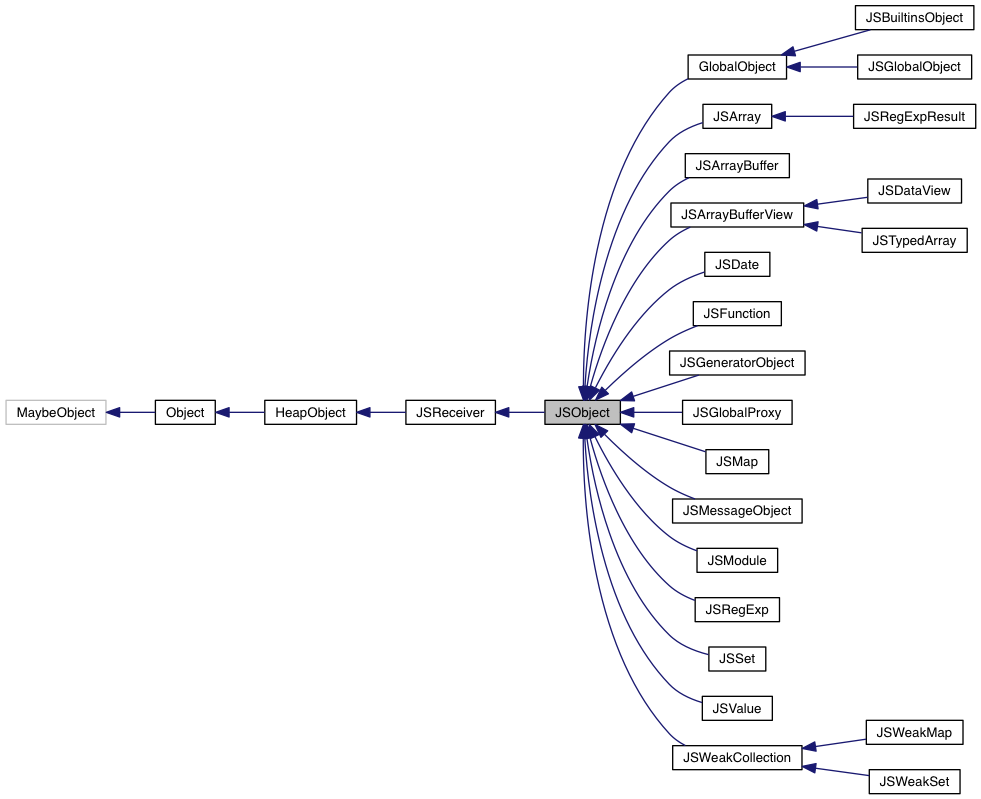 JSBuiltinsObject
GlobalObject
JSGlobalObject
JSArray
JSRegExpResult
JSArrayBuffer
JSDataView
JSArrayBufferView
JSTypedArray
JSDate
JSFunction
JSGeneratorObject
MaybeObject
Object
HeapObject
JSReceiver
JSObject
JSGlobalProxy
JSMap
JSMessageObject
JSModule
JSRegExp
JSSet
JSValue
JSWeakMap
JSWeakCollection
JSWeakSet